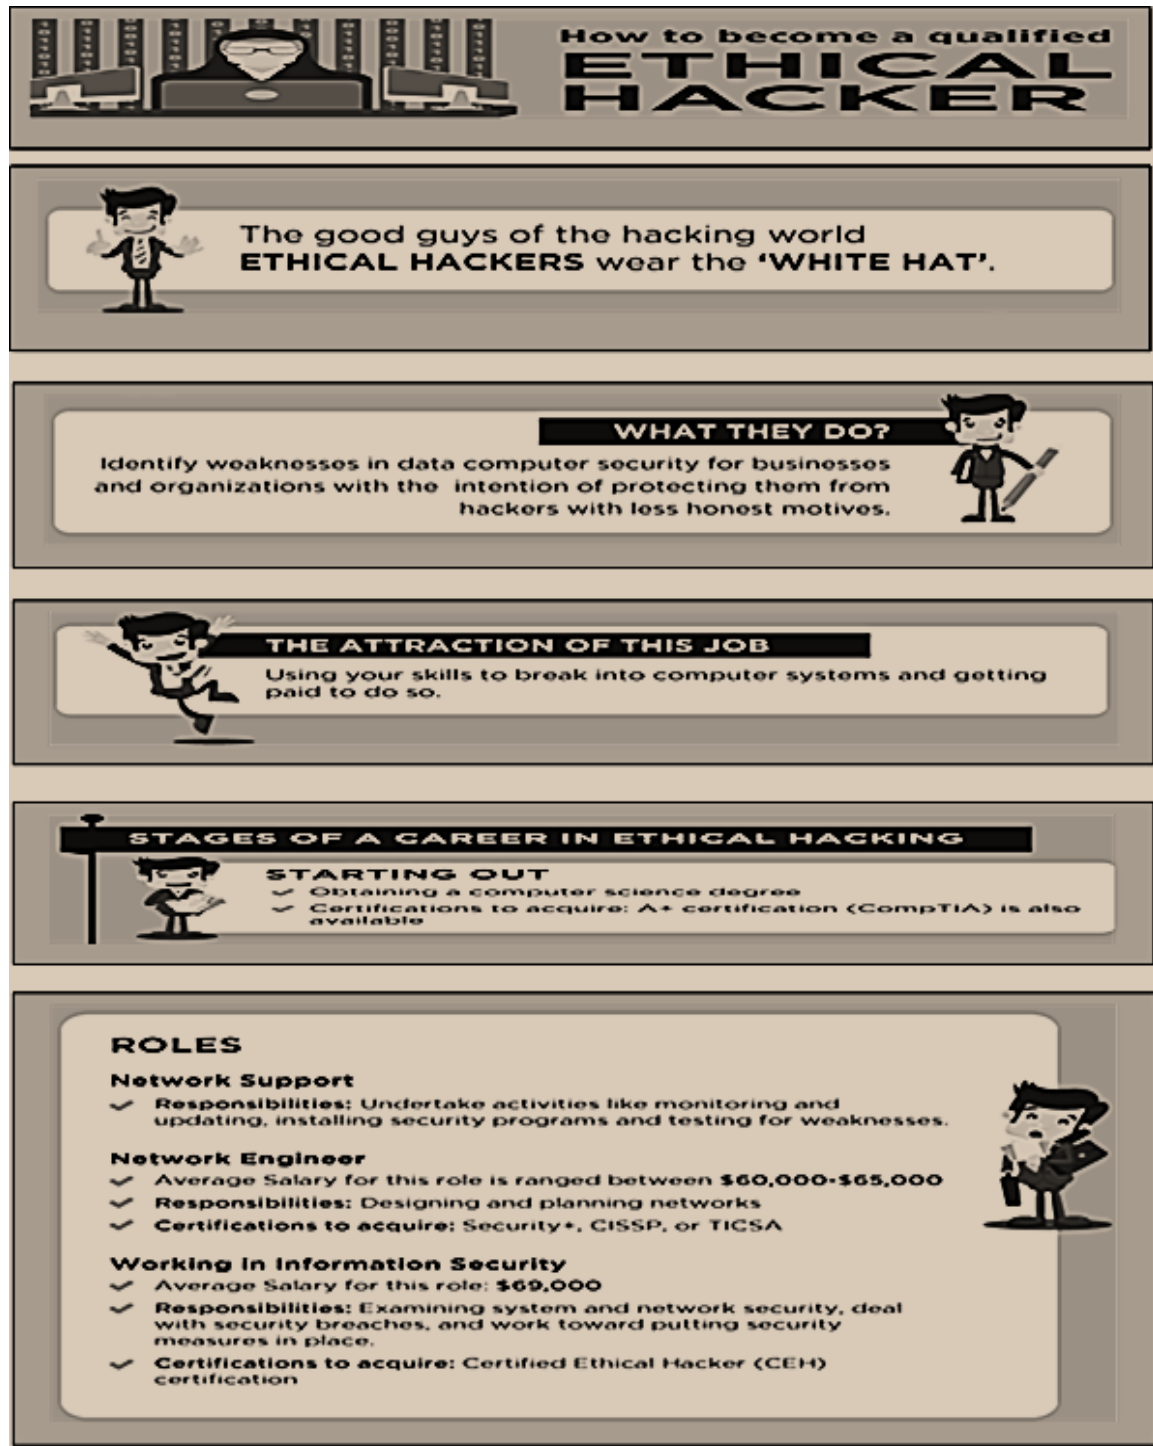 How to become a qualified
ETHICAL
HACKER
The good guys of the hacking world
ETHICAL HACKERS wear the ‘WHITE HAT’.
WHAT THEY DO?
Identify weaknesses in data computer security for businesses
and organizations with the intention of protecting them from
hackers with less honest motives.
THE ATTRACTION OF THIS JOB
Using your skills to break into computer systems and getting
paid to do so.
STAGES OF A CAREER IN ETHICAL HACKING
STARTING OUT
✓ Obtaining a computer science degree
✓ Certifications to acquire: A+ certification (CompTIA) is also
available
ROLES
Network Support
✓ Responsibilities: Undertake activities like monitoring and
updating, installing security programs and testing for weaknesses.
Network Engineer
✓ Average Salary for this role is ranged between $60,000-$65,000
✓ Responsibilities: Designing and planning networks
✓ Certifications to acquire: Security+, CISSP, or TICSA
Working in Information Security
✓ Average Salary for this role: $69,000
✓ Responsibilities: Examining system and network security, deal
with security breaches, and work toward putting security
measures in place.
✓ Certifications to acquire: Certified Ethical Hacker (CEH)
certification